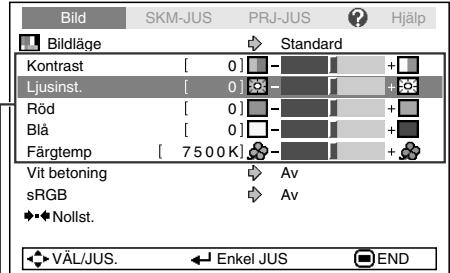 Bild SKM-JUS PRJ-JUS ? Hjälp
Bildläge Standard
Kontrast [ 0] − +
Ljusinst. [ 0] − +
Röd [ 0] − +
Blå [ 0] − +
Färgtemp [ 7500K] − +
Vit betoning Av
sRGB Av
Nollst.
VÄL/JUS. Enkel JUS END